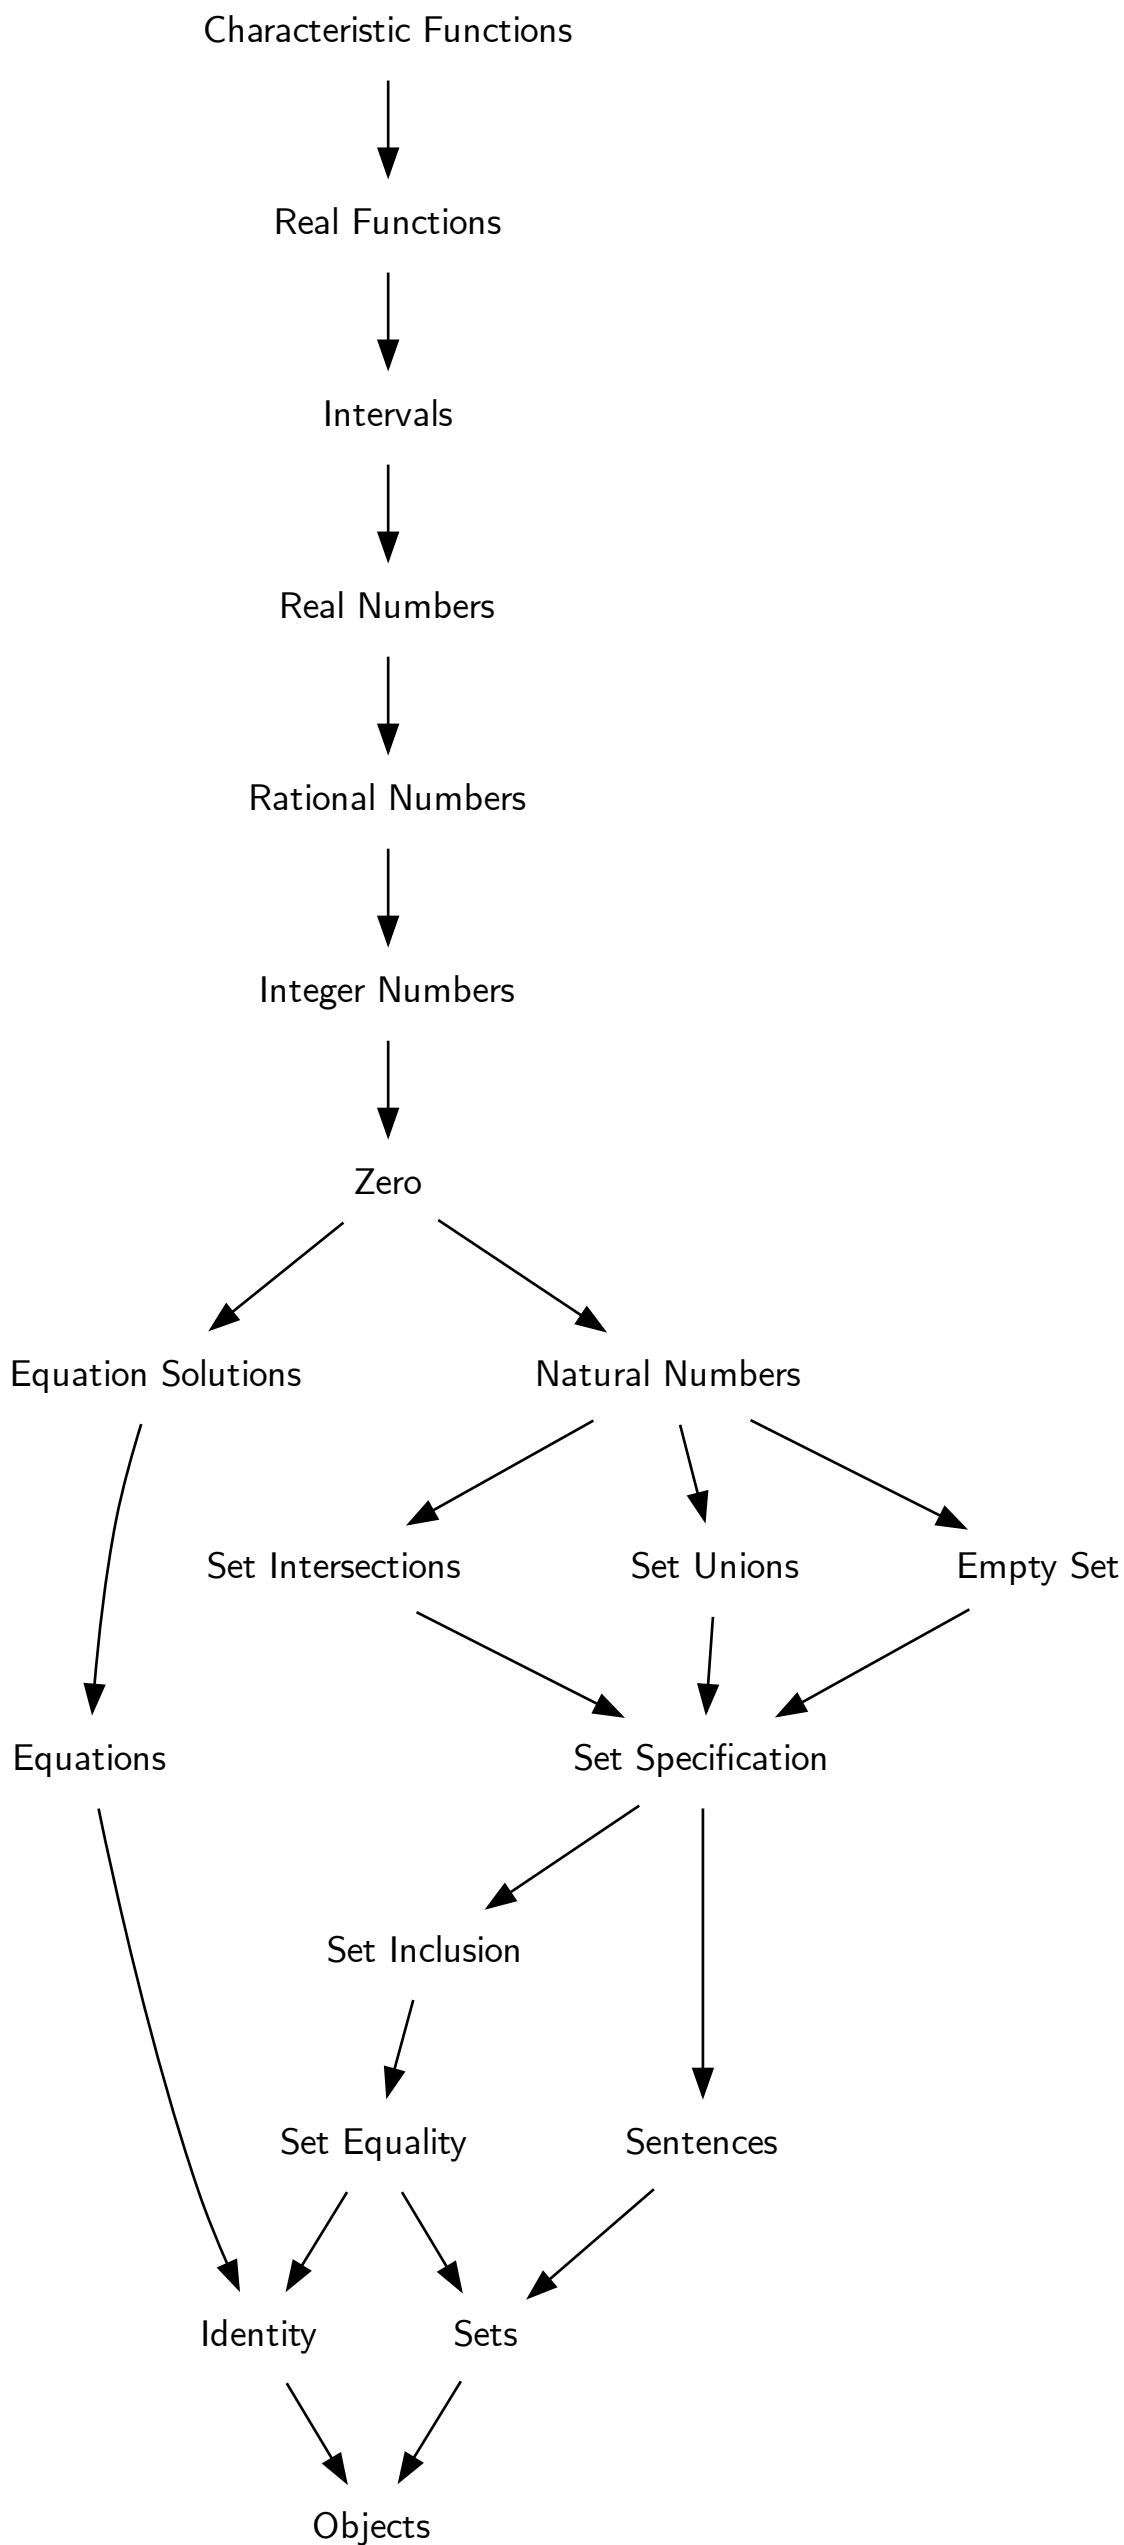 Characteristic Functions
Real Functions
Intervals
Real Numbers
Rational Numbers
Integer Numbers
Zero
Equation Solutions
Natural Numbers
Set Intersections
Set Unions
Empty Set
Equations
Set Specification
Set Inclusion
Set Equality
Sentences
Identity
Sets
Objects